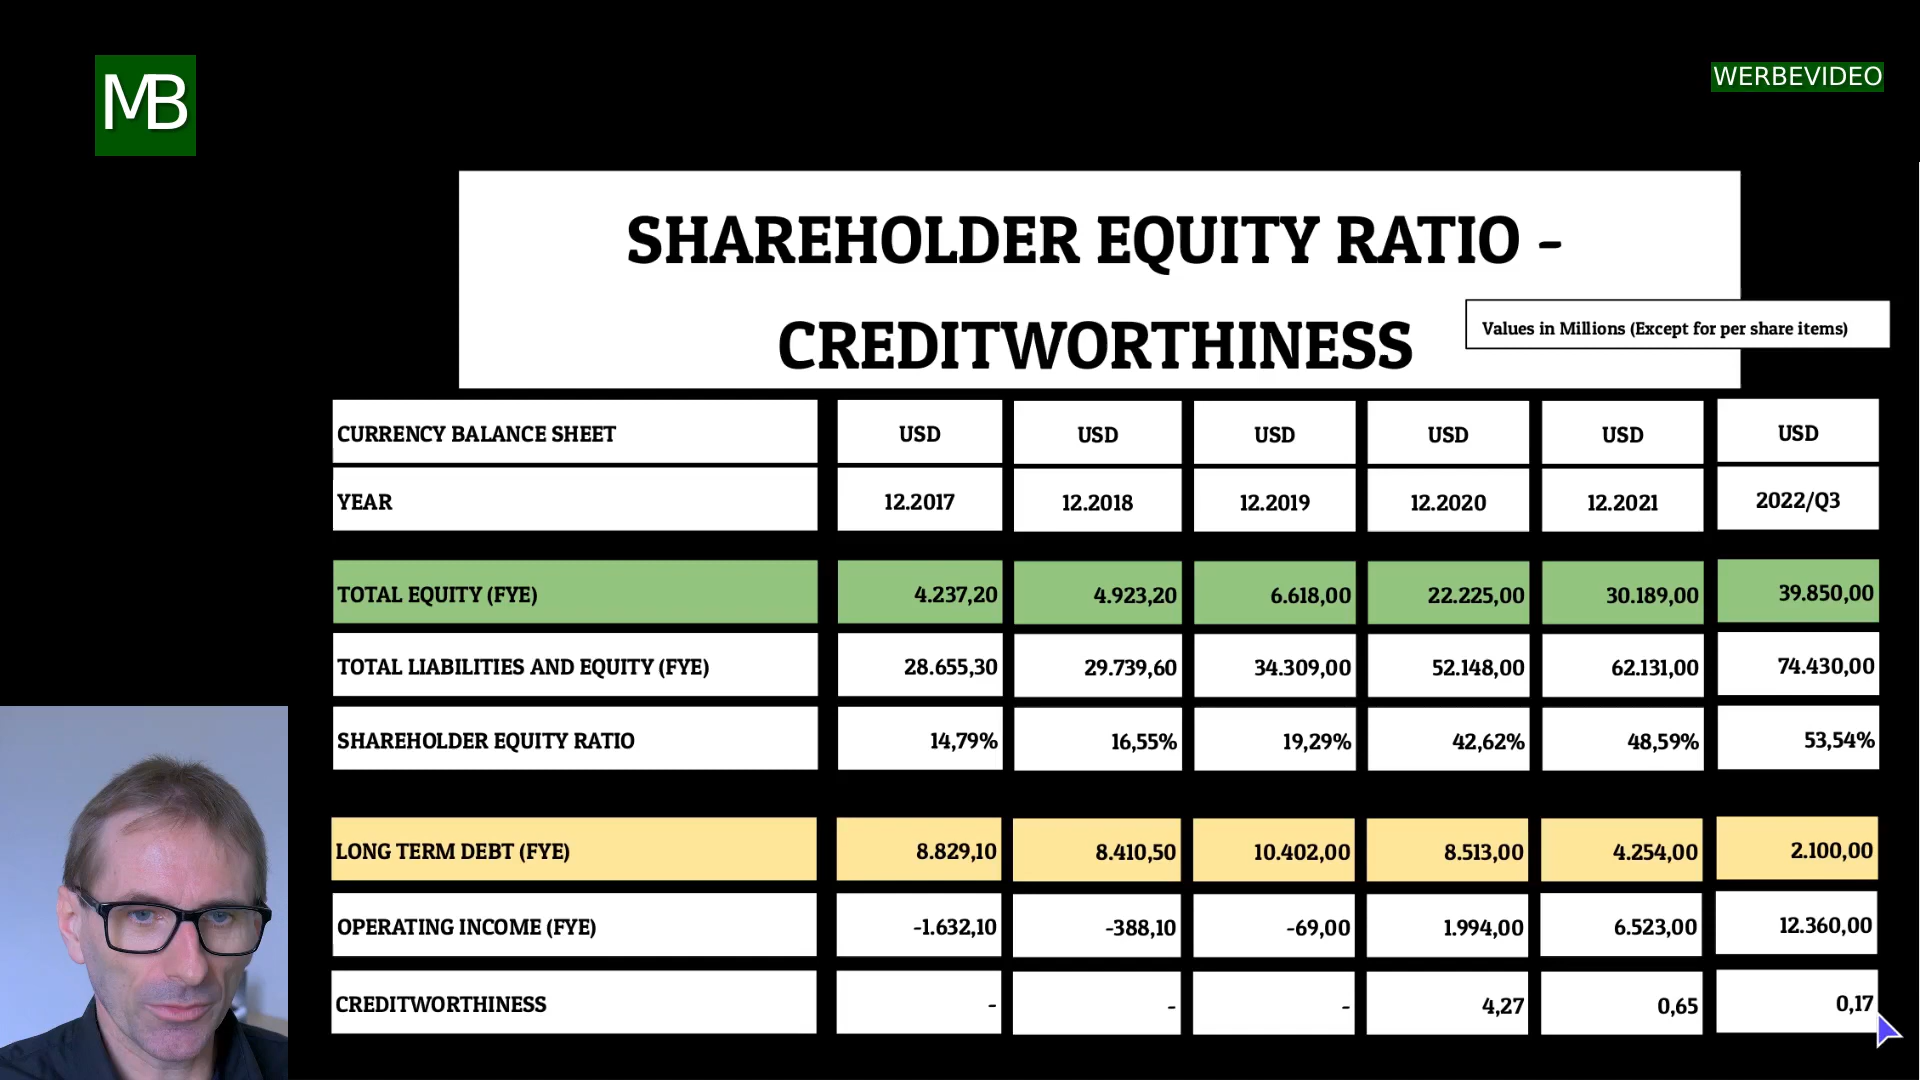 MB
WERBEVIDEO
SHAREHOLDER EQUITY RATIO –
CREDITWORTHINESS
Values in Millions (Except for per share items)
CURRENCY BALANCE SHEET USD USD USD USD USD USD
YEAR 12.2017 12.2018 12.2019 12.2020 12.2021 2022/Q3
TOTAL EQUITY (FYE) 4.237,20 4.923,20 6.618,00 22.225,00 30.189,00 39.850,00
TOTAL LIABILITIES AND EQUITY (FYE) 28.655,30 29.739,60 34.309,00 52.148,00 62.131,00 74.430,00
SHAREHOLDER EQUITY RATIO 14,79% 16,55% 19,29% 42,62% 48,59% 53,54%
LONG TERM DEBT (FYE) 8.829,10 8.410,50 10.402,00 8.513,00 4.254,00 2.100,00
OPERATING INCOME (FYE) -1.632,10 -388,10 -69,00 1.994,00 6.523,00 12.360,00
CREDITWORTHINESS - - - 4,27 0,65 0,17